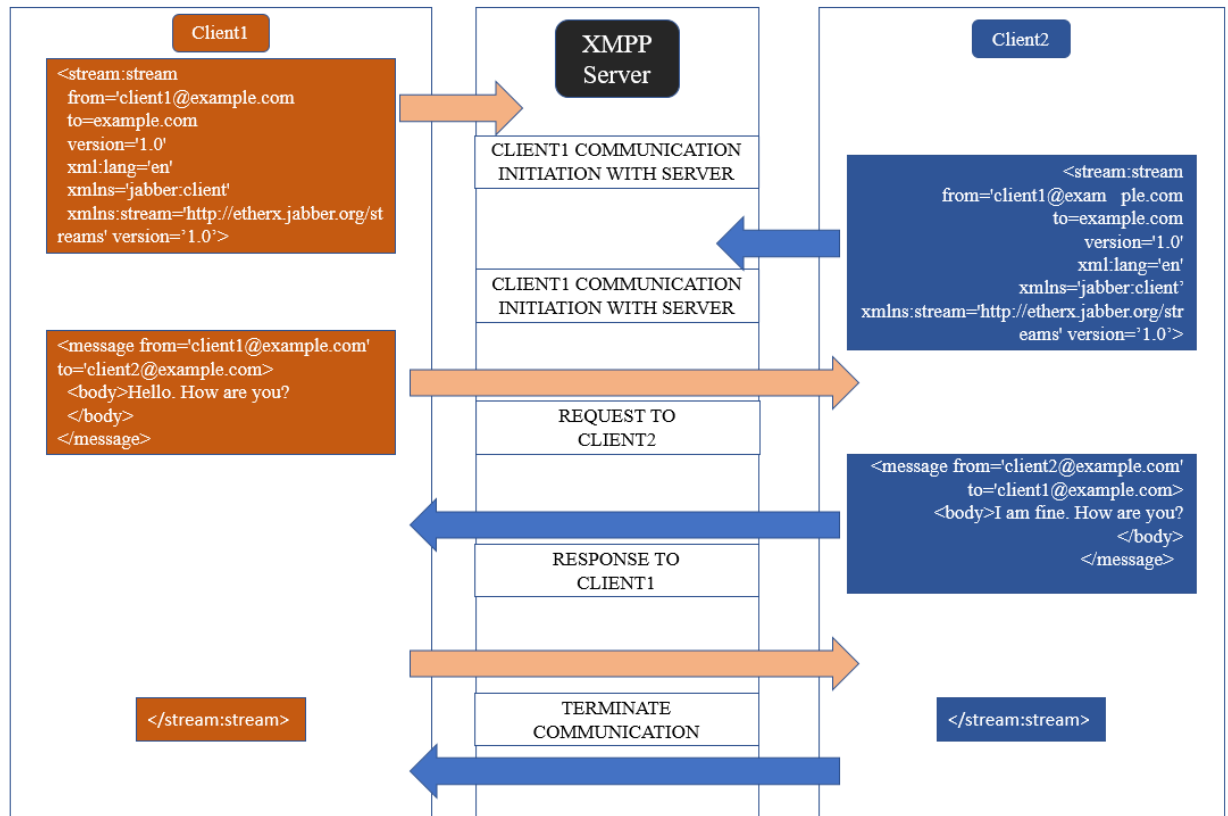 Client1
XMPP
Server
Client2
<stream:stream
from='client1@example.com
to=example.com
version='1.0'
xml:lang='en'
xmlns='jabber:client'
xmlns:stream='http://etherx.jabber.org/st
reams' version=’1.0’>
CLIENT1 COMMUNICATION
INITIATION WITH SERVER
<stream:stream
from='client1@exam ple.com
to=example.com
version='1.0'
xml:lang='en'
xmlns='jabber:client’
xmlns:stream='http://etherx.jabber.org/str
eams' version=’1.0’>
CLIENT1 COMMUNICATION
INITIATION WITH SERVER
<message from='client1@example.com'
to='client2@example.com>
<body>Hello. How are you?
</body>
</message>
REQUEST TO
CLIENT2
<message from='client2@example.com'
to='client1@example.com>
<body>I am fine. How are you?
</body>
</message>
RESPONSE TO
CLIENT1
</stream:stream>
TERMINATE
COMMUNICATION
</stream:stream>